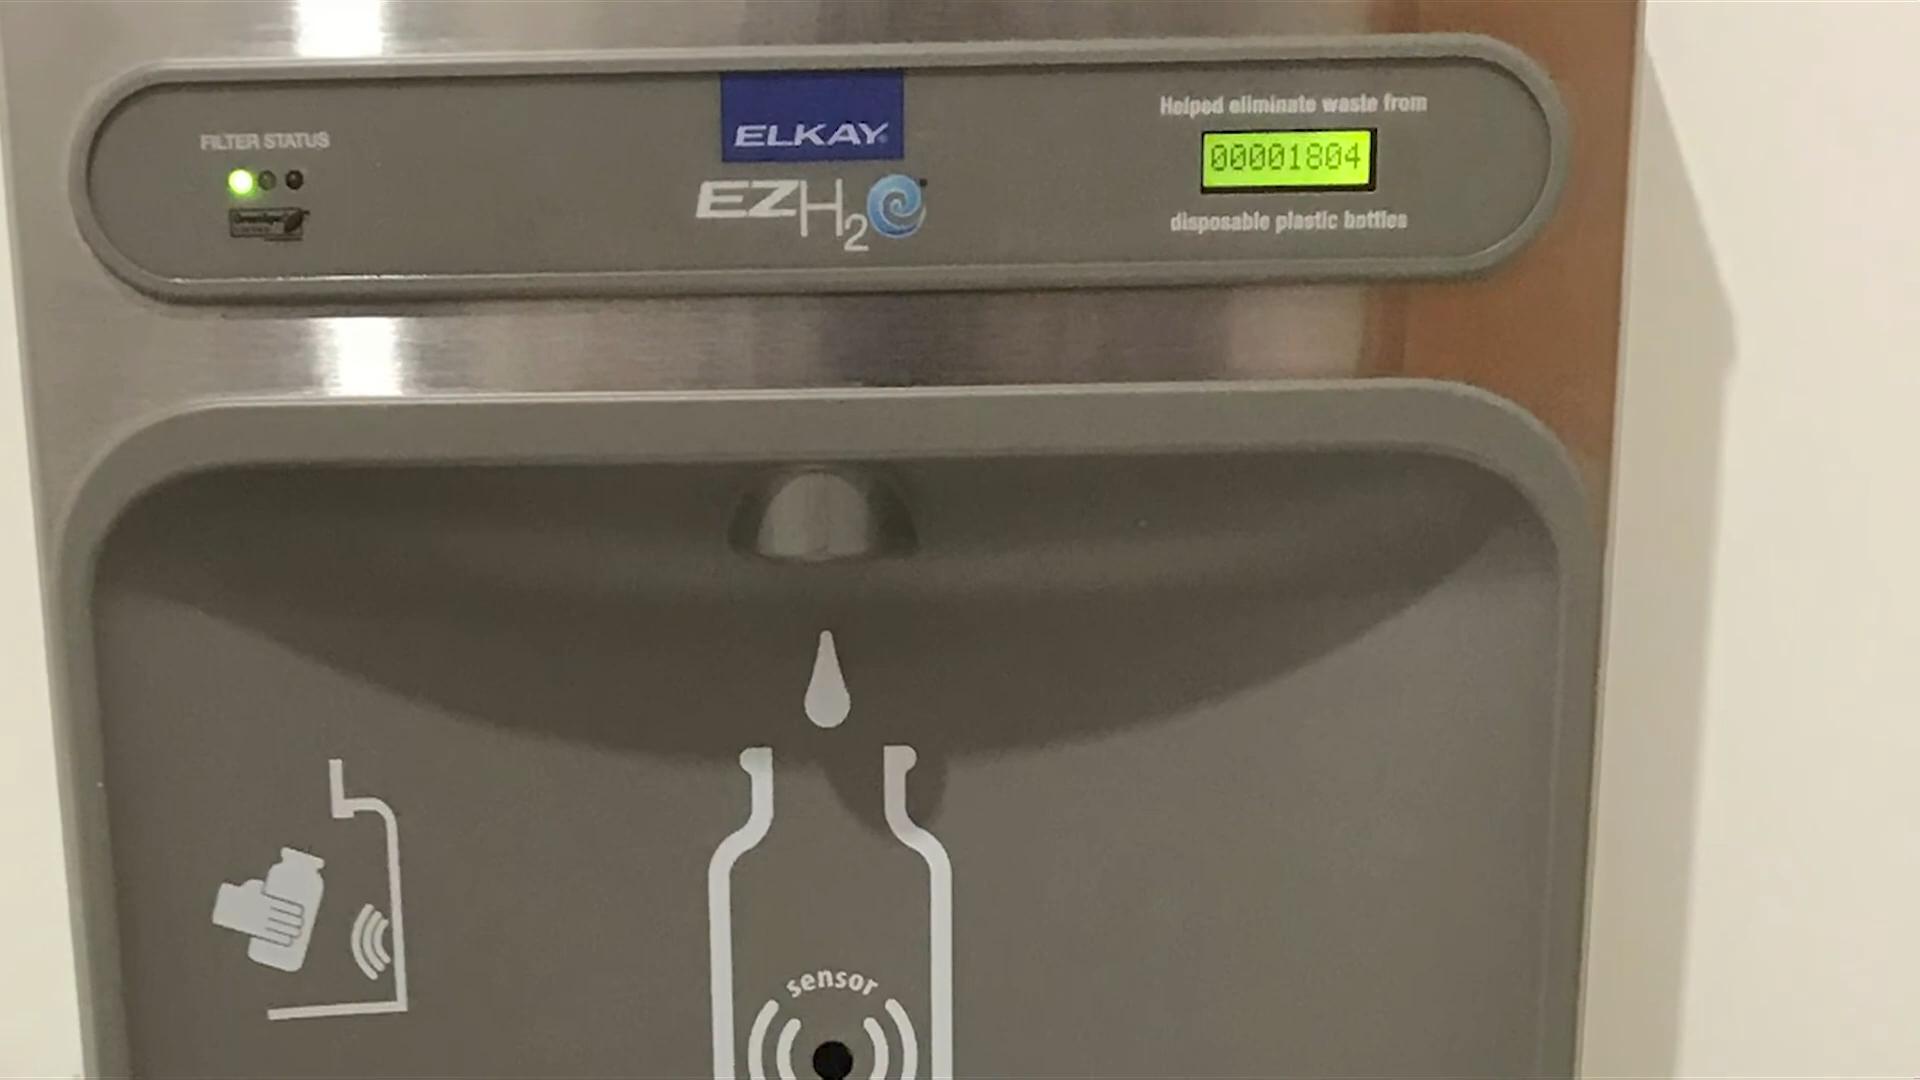 FILTER STATUS
ELKAY
EZH2O
Helped eliminate waste from
00001804
disposable plastic bottles
sensor